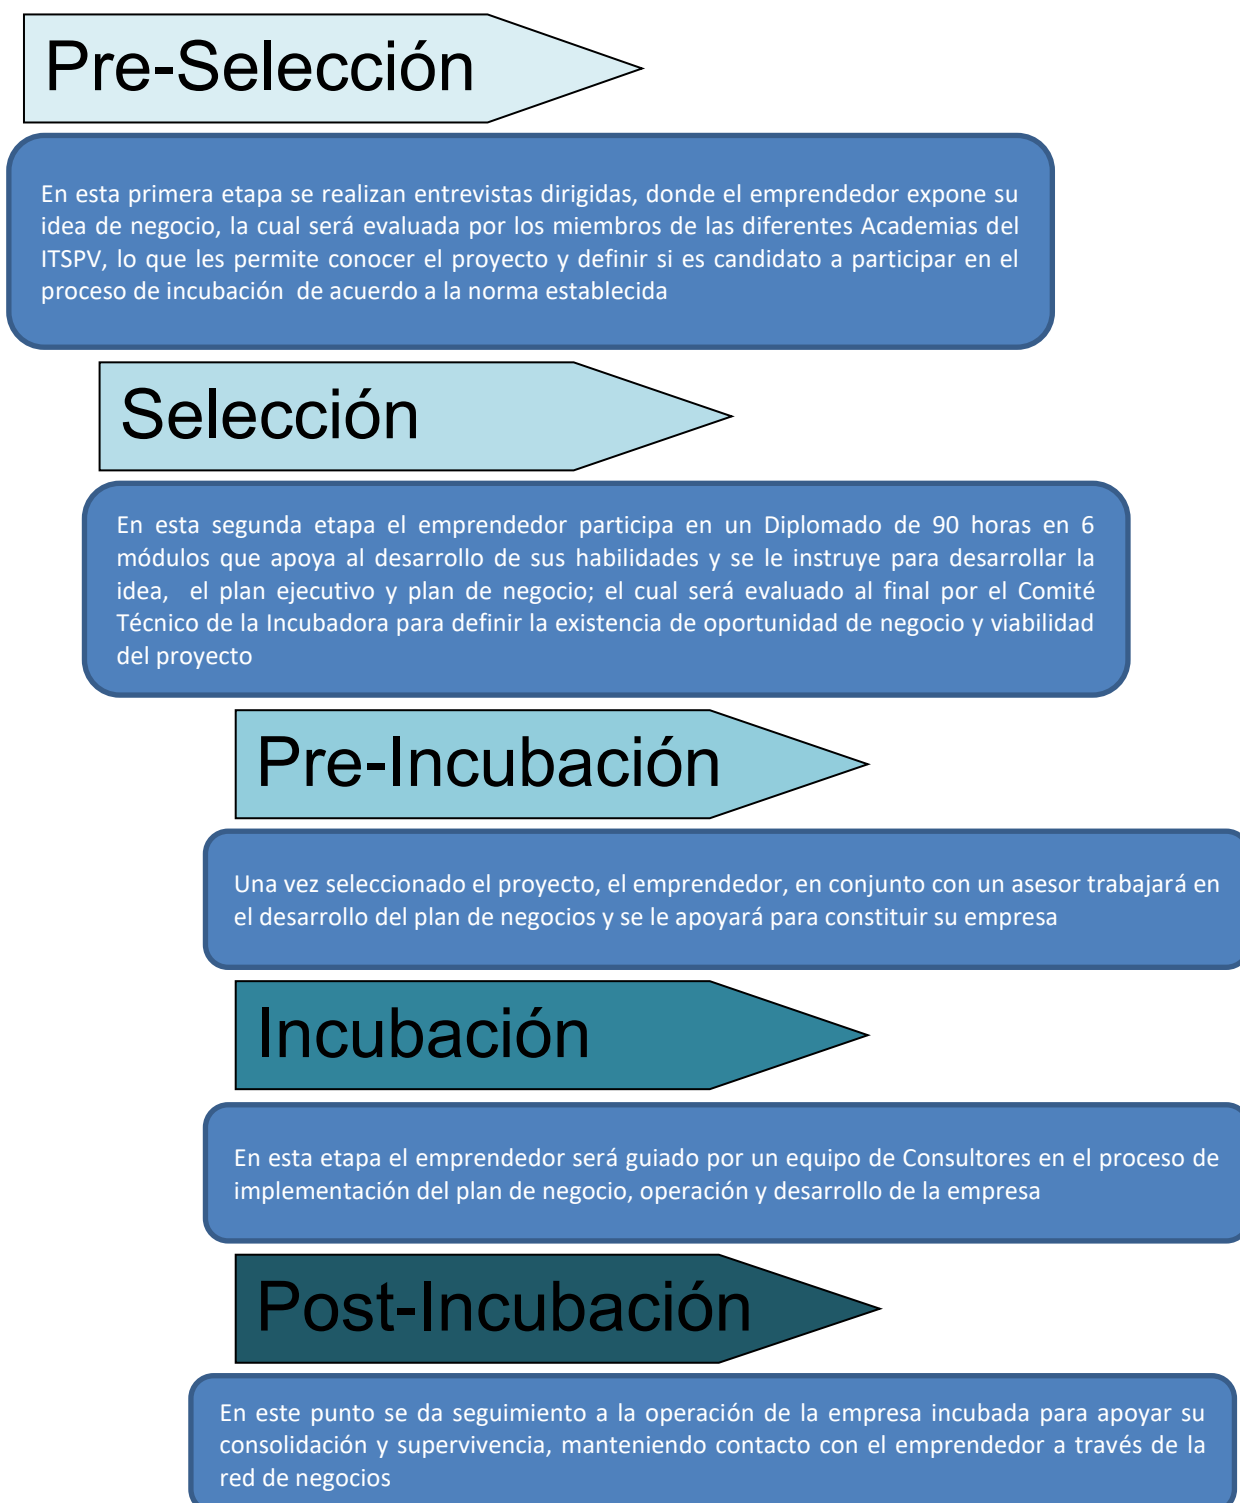 Pre-Selección
En esta primera etapa se realizan entrevistas dirigidas, donde el emprendedor expone su
idea de negocio, la cual será evaluada por los miembros de las diferentes Academias del
ITSPV, lo que les permite conocer el proyecto y definir si es candidato a participar en el
proceso de incubación de acuerdo a la norma establecida
Selección
En esta segunda etapa el emprendedor participa en un Diplomado de 90 horas en 6
módulos que apoya al desarrollo de sus habilidades y se le instruye para desarrollar la
idea, el plan ejecutivo y plan de negocio; el cual será evaluado al final por el Comité
Técnico de la Incubadora para definir la existencia de oportunidad de negocio y viabilidad
del proyecto
Pre-Incubación
Una vez seleccionado el proyecto, el emprendedor, en conjunto con un asesor trabajará en
el desarrollo del plan de negocios y se le apoyará para constituir su empresa
Incubación
En esta etapa el emprendedor será guiado por un equipo de Consultores en el proceso de
implementación del plan de negocio, operación y desarrollo de la empresa
Post-Incubación
En este punto se da seguimiento a la operación de la empresa incubada para apoyar su
consolidación y supervivencia, manteniendo contacto con el emprendedor a través de la
red de negocios